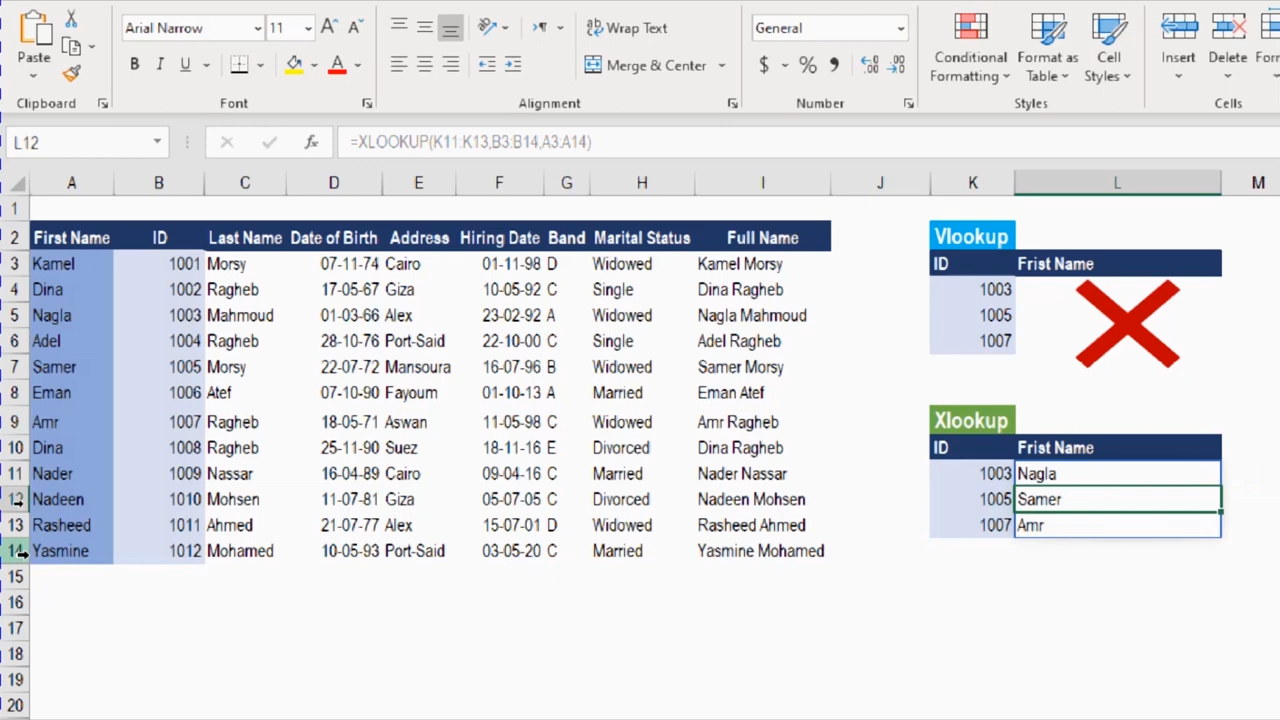 Arial Narrow 11 A A Wrap Text General
Paste B I U A Merge & Center $ % 9 Conditional Formatting Format as Table Cell Styles Insert Delete
Clipboard Font Alignment Number Styles Cells
L12 fx =XLOOKUP(K11:K13,B3:B14,A3:A14)
A B C D E F G H I J K L M
1
2 First Name ID Last Name Date of Birth Address Hiring Date Band Marital Status Full Name Vlookup
3 Kamel 1001 Morsy 07-11-74 Cairo 01-11-98 D Widowed Kamel Morsy ID Frist Name
4 Dina 1002 Ragheb 17-05-67 Giza 10-05-92 C Single Dina Ragheb 1003
5 Nagla 1003 Mahmoud 01-03-66 Alex 23-02-92 A Widowed Nagla Mahmoud 1005
6 Adel 1004 Ragheb 28-10-76 Port-Said 22-10-00 C Single Adel Ragheb 1007
7 Samer 1005 Morsy 22-07-72 Mansoura 16-07-96 B Widowed Samer Morsy
8 Eman 1006 Atef 07-10-90 Fayoum 01-10-13 A Married Eman Atef
9 Amr 1007 Ragheb 18-05-71 Aswan 11-05-98 C Widowed Amr Ragheb Xlookup
10 Dina 1008 Ragheb 25-11-90 Suez 18-11-16 E Divorced Dina Ragheb ID Frist Name
11 Nader 1009 Nassar 16-04-89 Cairo 09-04-16 C Married Nader Nassar 1003 Nagla
12 Nadeen 1010 Mohsen 11-07-81 Giza 05-07-05 C Divorced Nadeen Mohsen 1005 Samer
13 Rasheed 1011 Ahmed 21-07-77 Alex 15-07-01 D Widowed Rasheed Ahmed 1007 Amr
14 Yasmine 1012 Mohamed 10-05-93 Port-Said 03-05-20 C Married Yasmine Mohamed
15
16
17
18
19
20